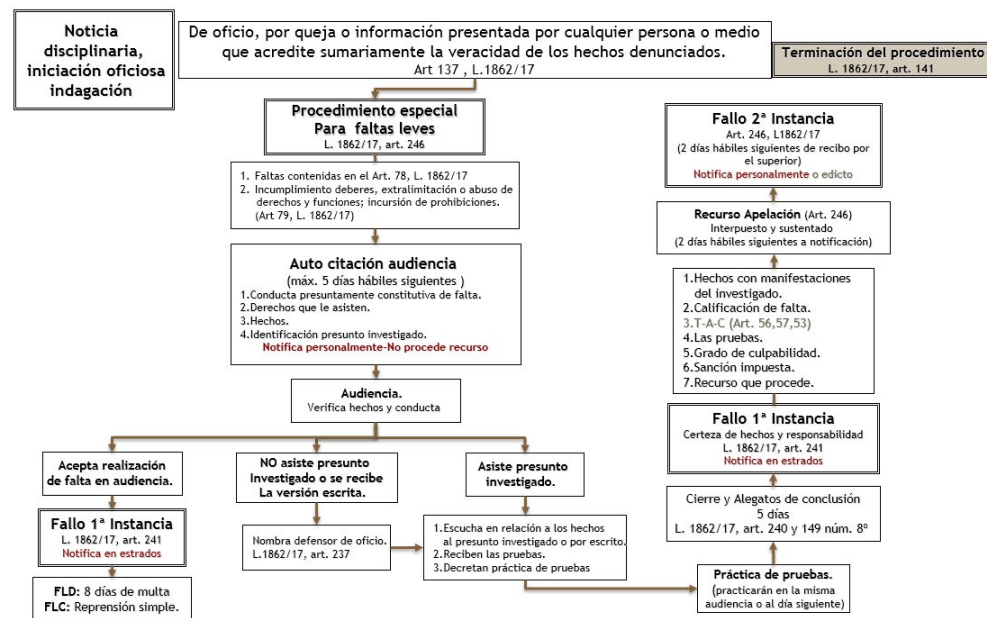 Noticia
disciplinaria,
iniciación oficiosa
indagación
De oficio, por queja o información presentada por cualquier persona o medio
que acredite sumariamente la veracidad de los hechos denunciados.
Art 137 , L.1862/17
Terminación del procedimiento
L. 1862/17, art. 141
Procedimiento especial
Para faltas leves
L. 1862/17, art. 246
1. Faltas contenidas en el Art. 78, L. 1862/17
2. Incumplimiento deberes, extralimitación o abuso de
derechos y funciones; incursión de prohibiciones.
(Art 79, L. 1862/17)
Auto citación audiencia
(máx. 5 días hábiles siguientes )
1.Conducta presuntamente constitutiva de falta.
2.Derechos que le asisten.
3.Hechos.
4.Identificación presunto investigado.
Notifica personalmente-No procede recurso
Audiencia.
Verifica hechos y conducta
Acepta realización
de falta en audiencia.
Fallo 1ª Instancia
L. 1862/17, art. 241
Notifica en estrados
FLD: 8 días de multa
FLC: Reprensión simple.
NO asiste presunto
Investigado o se recibe
La versión escrita.
Nombra defensor de oficio.
L.1862/17, art. 237
Asiste presunto
investigado.
1.Escucha en relación a los hechos
al presunto investigado o por escrito.
2.Reciben las pruebas.
3.Decretan práctica de pruebas
Práctica de pruebas.
(practicarán en la misma
audiencia o al día siguiente)
Cierre y Alegatos de conclusión
5 días
L. 1862/17, art. 240 y 149 núm. 8º
Fallo 1ª Instancia
Certeza de hechos y responsabilidad
L. 1862/17, art. 241
Notifica en estrados
1.Hechos con manifestaciones
del investigado.
2.Calificación de falta.
3.T-A-C (Art. 56,57,53)
4.Las pruebas.
5.Grado de culpabilidad.
6.Sanción impuesta.
7.Recurso que procede.
Recurso Apelación (Art. 246)
Interpuesto y sustentado
(2 días hábiles siguientes a notificación)
Fallo 2ª Instancia
Art. 246, L1862/17
(2 días hábiles siguientes de recibo por
el superior)
Notifica personalmente o edicto